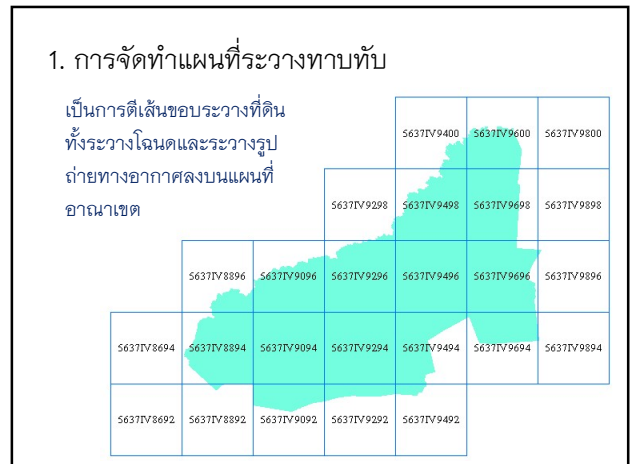 1. การจัดทำแผนที่ระวางทาบทับ
เป็นการตีเส้นขอบระวางที่ดิน
ทั้งระวางโฉนดและระวางรูป
ถ่ายทางอากาศลงบนแผนที่
อาณาเขต
5637IV9400 5637IV9600 5637IV9800
5637IV9298 5637IV9498 5637IV9698 5637IV9898
5637IV8896 5637IV9096 5637IV9296 5637IV9496 5637IV9696 5637IV9896
5637IV8694 5637IV8894 5637IV9094 5637IV9294 5637IV9494 5637IV9694 5637IV9894
5637IV8692 5637IV8892 5637IV9092 5637IV9292 5637IV9492